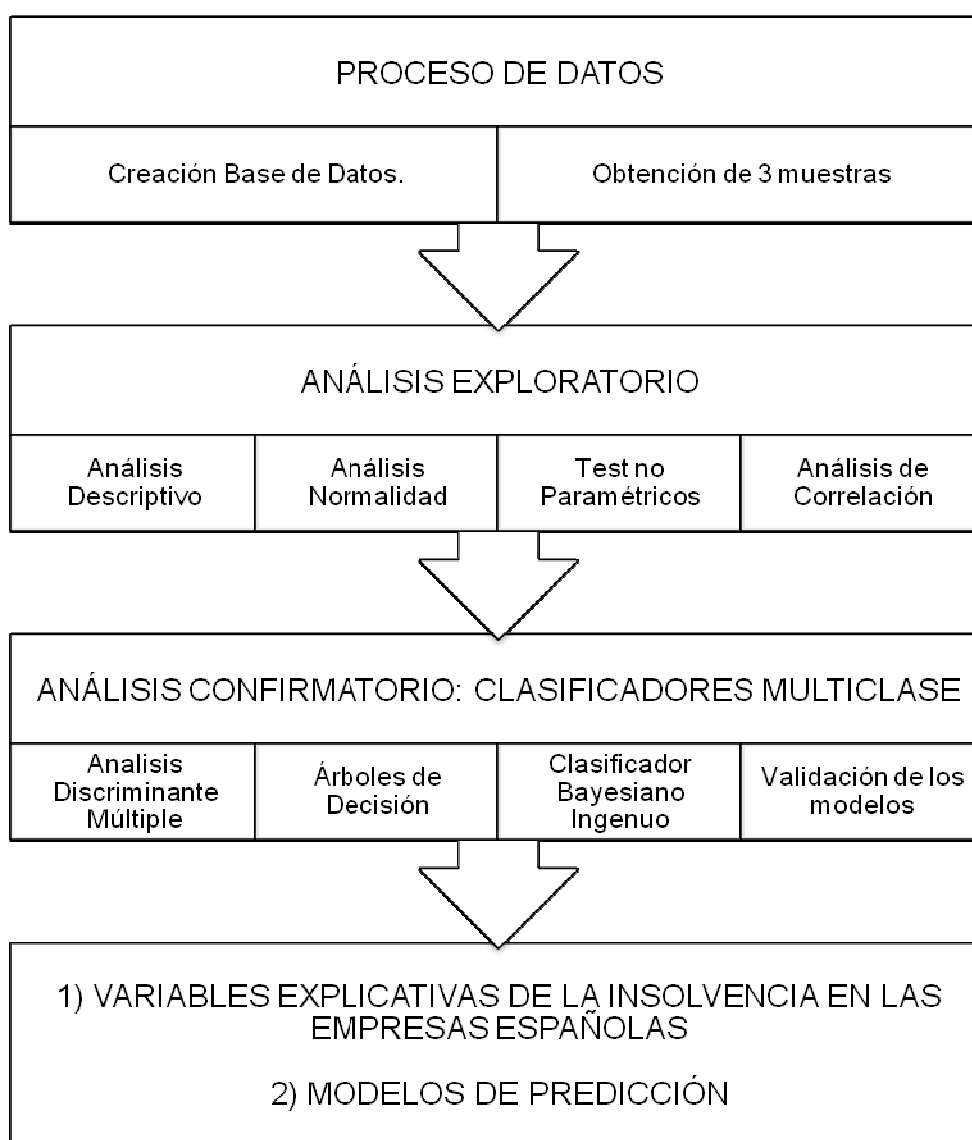 PROCESO DE DATOS
Creación Base de Datos.
Obtención de 3 muestras
ANÁLISIS EXPLORATORIO
Análisis
Descriptivo
Análisis
Normalidad
Test no
Paramétricos
Análisis de
Correlación
ANÁLISIS CONFIRMATORIO: CLASIFICADORES MULTICLASE
Analisis
Discriminante
Múltiple
Árboles de
Decisión
Clasificador
Bayesiano
Ingenuo
Validación de los
modelos
1) VARIABLES EXPLICATIVAS DE LA INSOLVENCIA EN LAS
EMPRESAS ESPAÑOLAS
2) MODELOS DE PREDICCIÓN